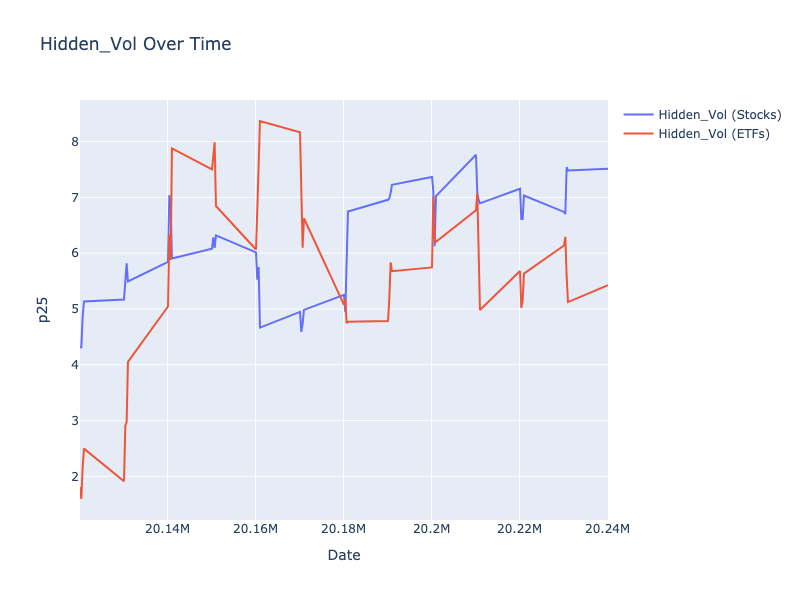 Hidden_Vol Over Time
Hidden_Vol (Stocks)
Hidden_Vol (ETFs)
8
7
6
5
4
3
2
p25
20.14M
20.16M
20.18M
20.2M
20.22M
20.24M
Date